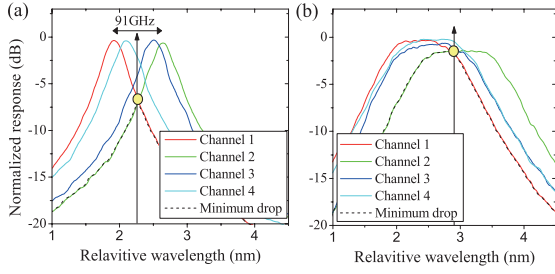 (a)
91GHz
0
-5
-10
-15
-20
Normalized response (dB)
Channel 1
Channel 2
Channel 3
Channel 4
Minimum drop
1
2
3
4
Relavitive wavelength (nm)
(b)
0
-5
-10
-15
-20
Channel 1
Channel 2
Channel 3
Channel 4
Minimum drop
1
2
3
4
Relavitive wavelength (nm)